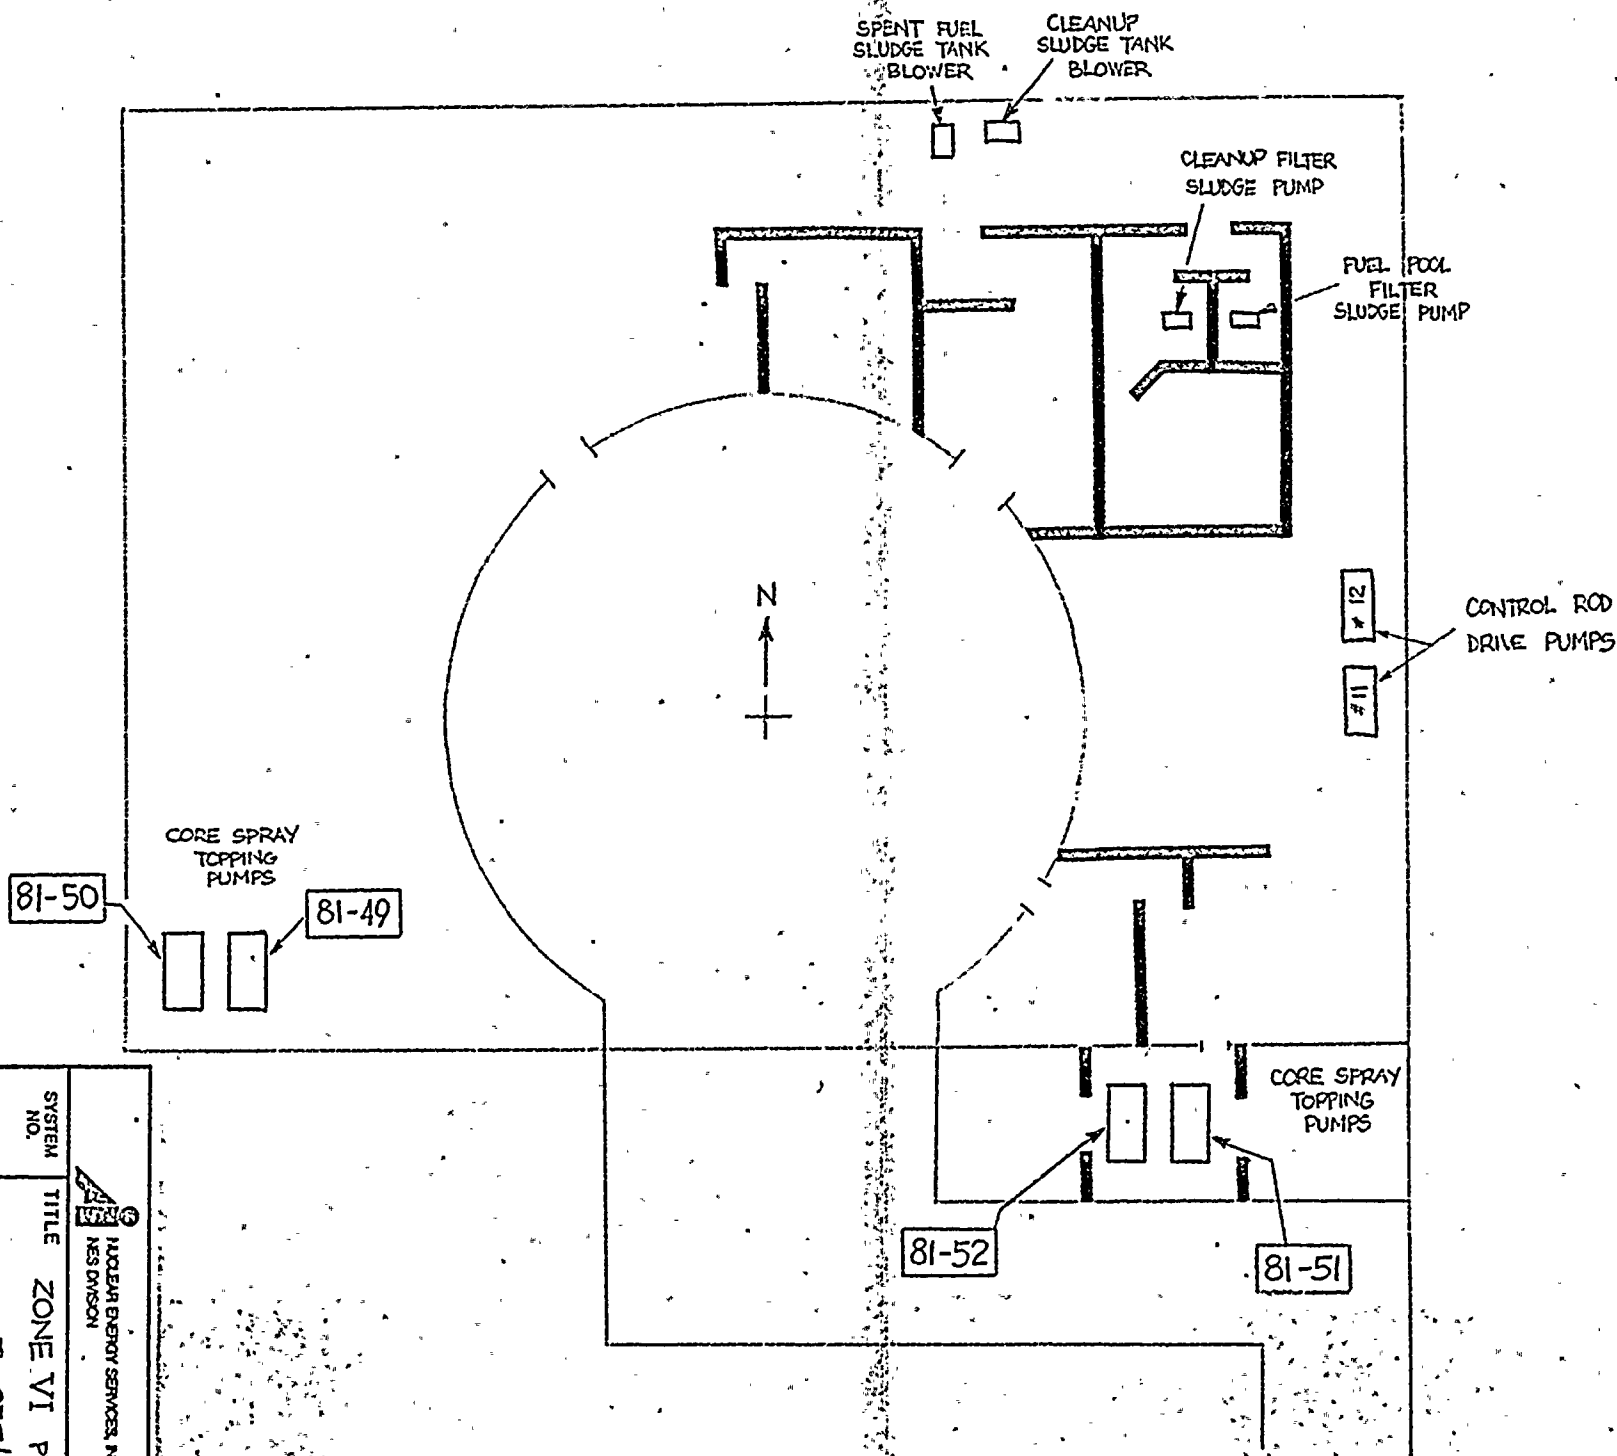 SPENT FUEL
SLUDGE TANK
BLOWER
CLEANUP
SLUDGE TANK
BLOWER
CLEANUP FILTER
SLUDGE PUMP
FUEL POOL
FILTER
SLUDGE PUMP
N
# 12
CONTROL ROD
DRIVE PUMPS
#11
CORE SPRAY
TOPPING
PUMPS
81-50
81-49
CORE SPRAY
TOPPING
PUMPS
81-52
81-51
SYSTEM
NO.
TITLE
NUCLEAR ENERGY SERVICES,
NES DIVISION
ZONE VI